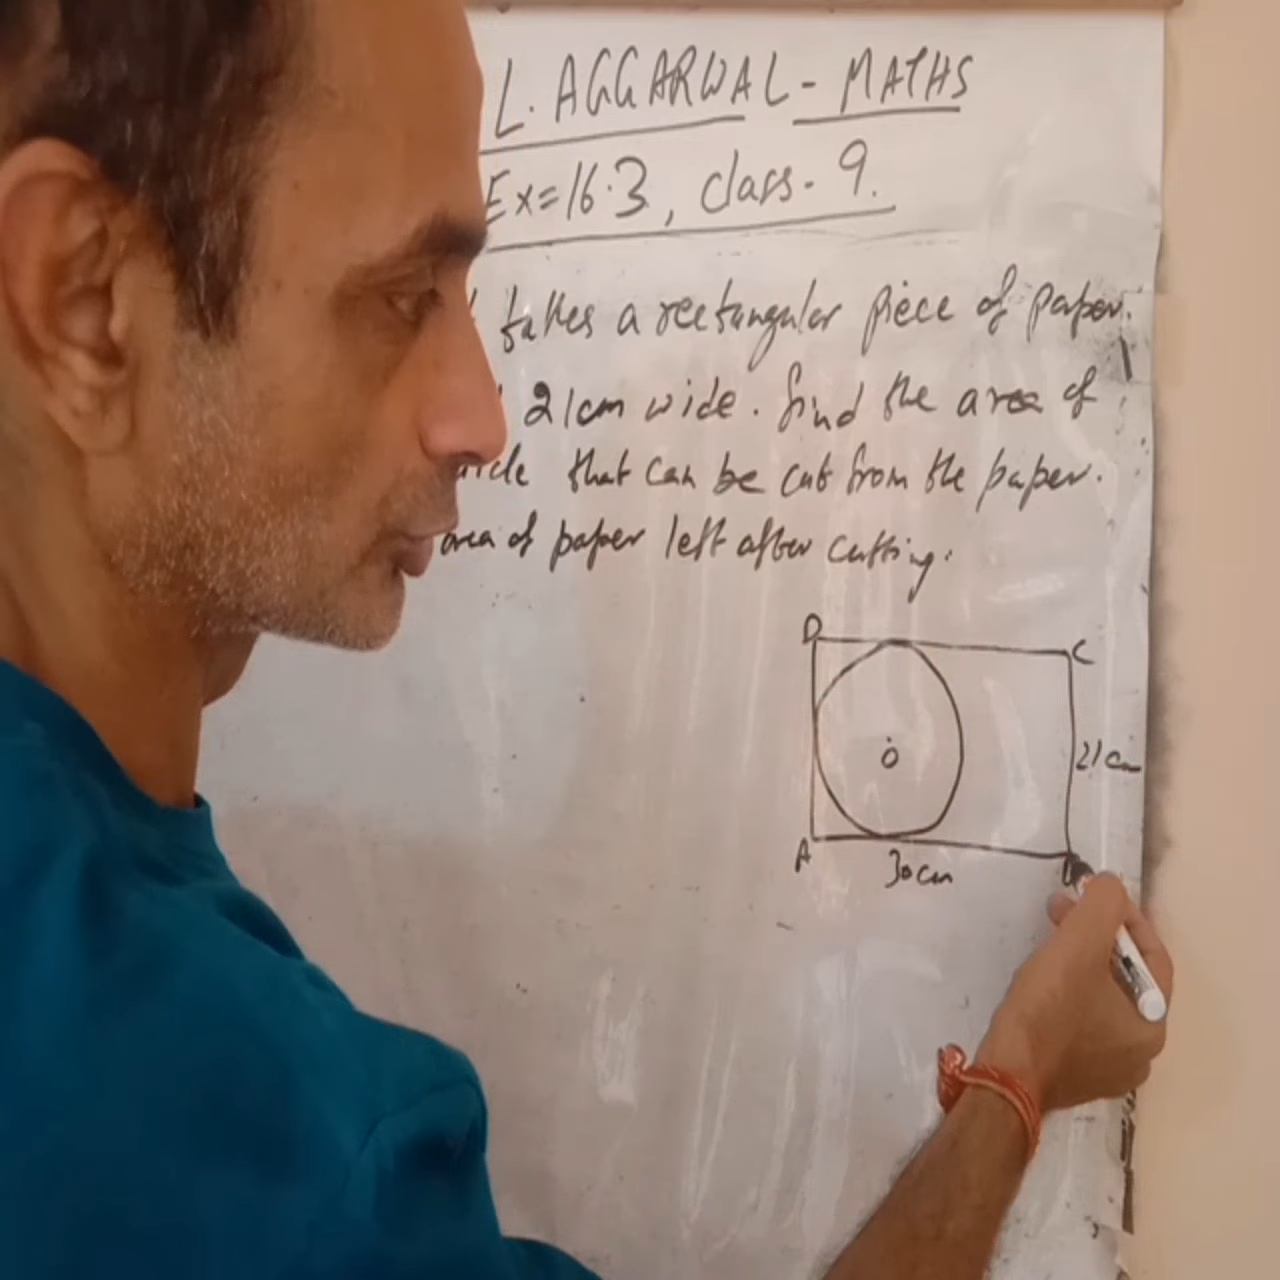 L. AGGARWAL - MATHS
Ex = 16.3, class - 9.
takes a rectangular piece of paper.
21cm wide. find the area of
that can be cut from the paper.
area of paper left after cutting.
D
C
O
21cm
A
30cm